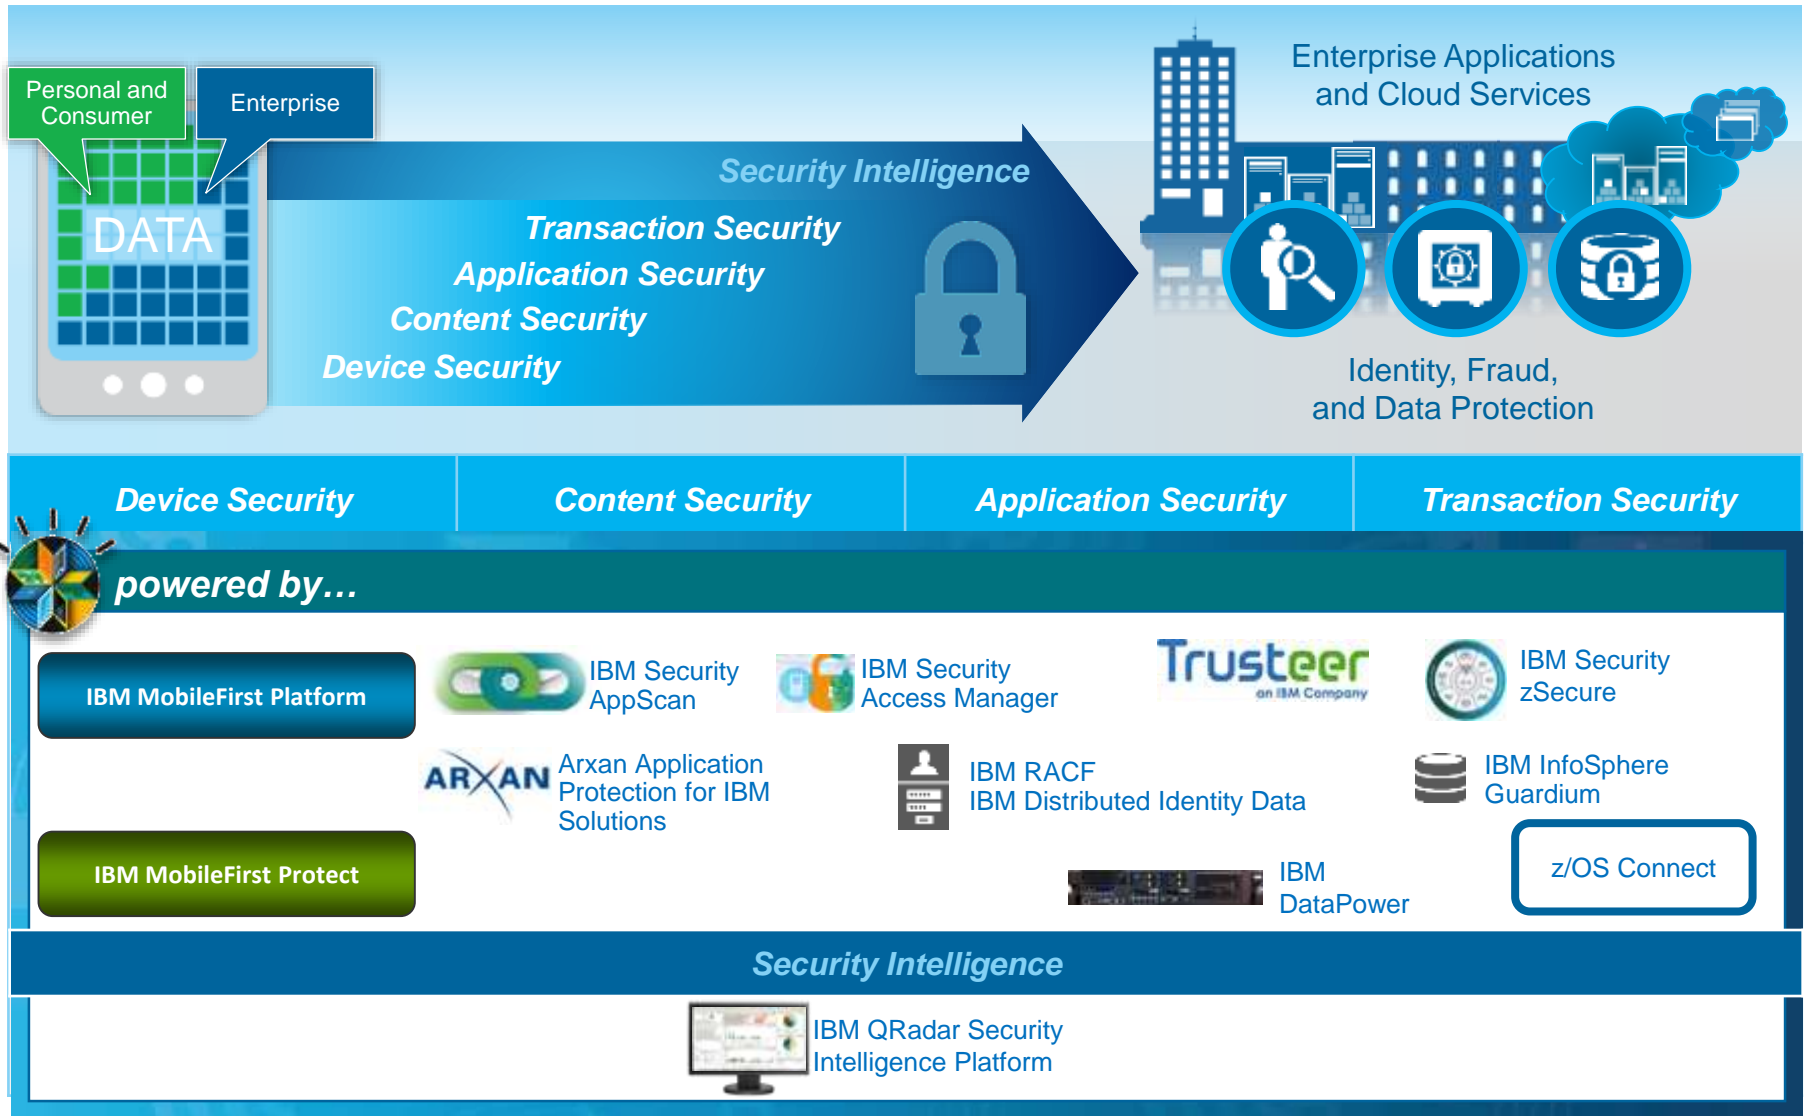 Personal and
Consumer
Enterprise
DATA
Enterprise Applications
and Cloud Services
Security Intelligence
Transaction Security
Application Security
Content Security
Device Security
Identity, Fraud,
and Data Protection
Device Security
Content Security
Application Security
Transaction Security
powered by...
IBM MobileFirst Platform
IBM Security
AppScan
IBM Security
Access Manager
Trusteer
an IBM Company
IBM Security
zSecure
ARXAN
Arxan Application
Protection for IBM
Solutions
IBM RACF
IBM Distributed Identity Data
IBM InfoSphere
Guardium
IBM MobileFirst Protect
IBM
DataPower
z/OS Connect
Security Intelligence
IBM QRadar Security
Intelligence Platform